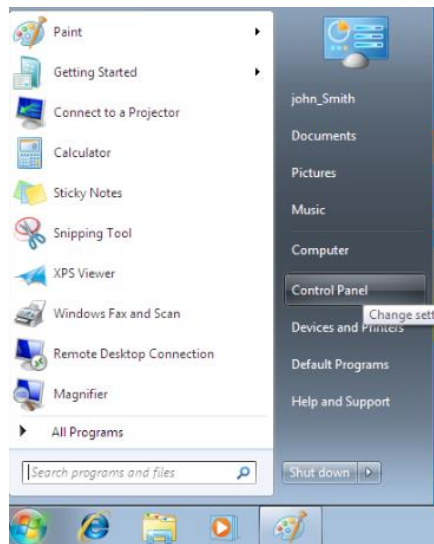 Paint
Getting Started
Connect to a Projector
Calculator
Sticky Notes
Snipping Tool
XPS Viewer
Windows Fax and Scan
Remote Desktop Connection
Magnifier
All Programs
Search programs and files
john_Smith
Documents
Pictures
Music
Computer
Control Panel
Change sett
Devices and Printers
Default Programs
Help and Support
Shut down